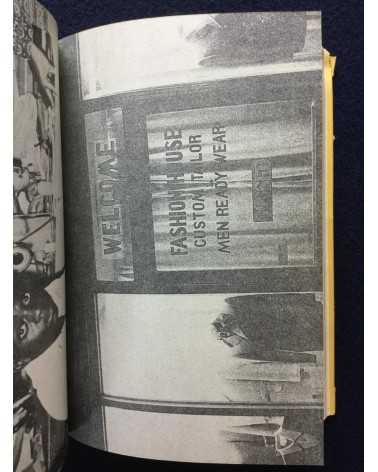 WELCOME
FASHION HOUSE
CUSTOM TAILOR
MEN READY WEAR